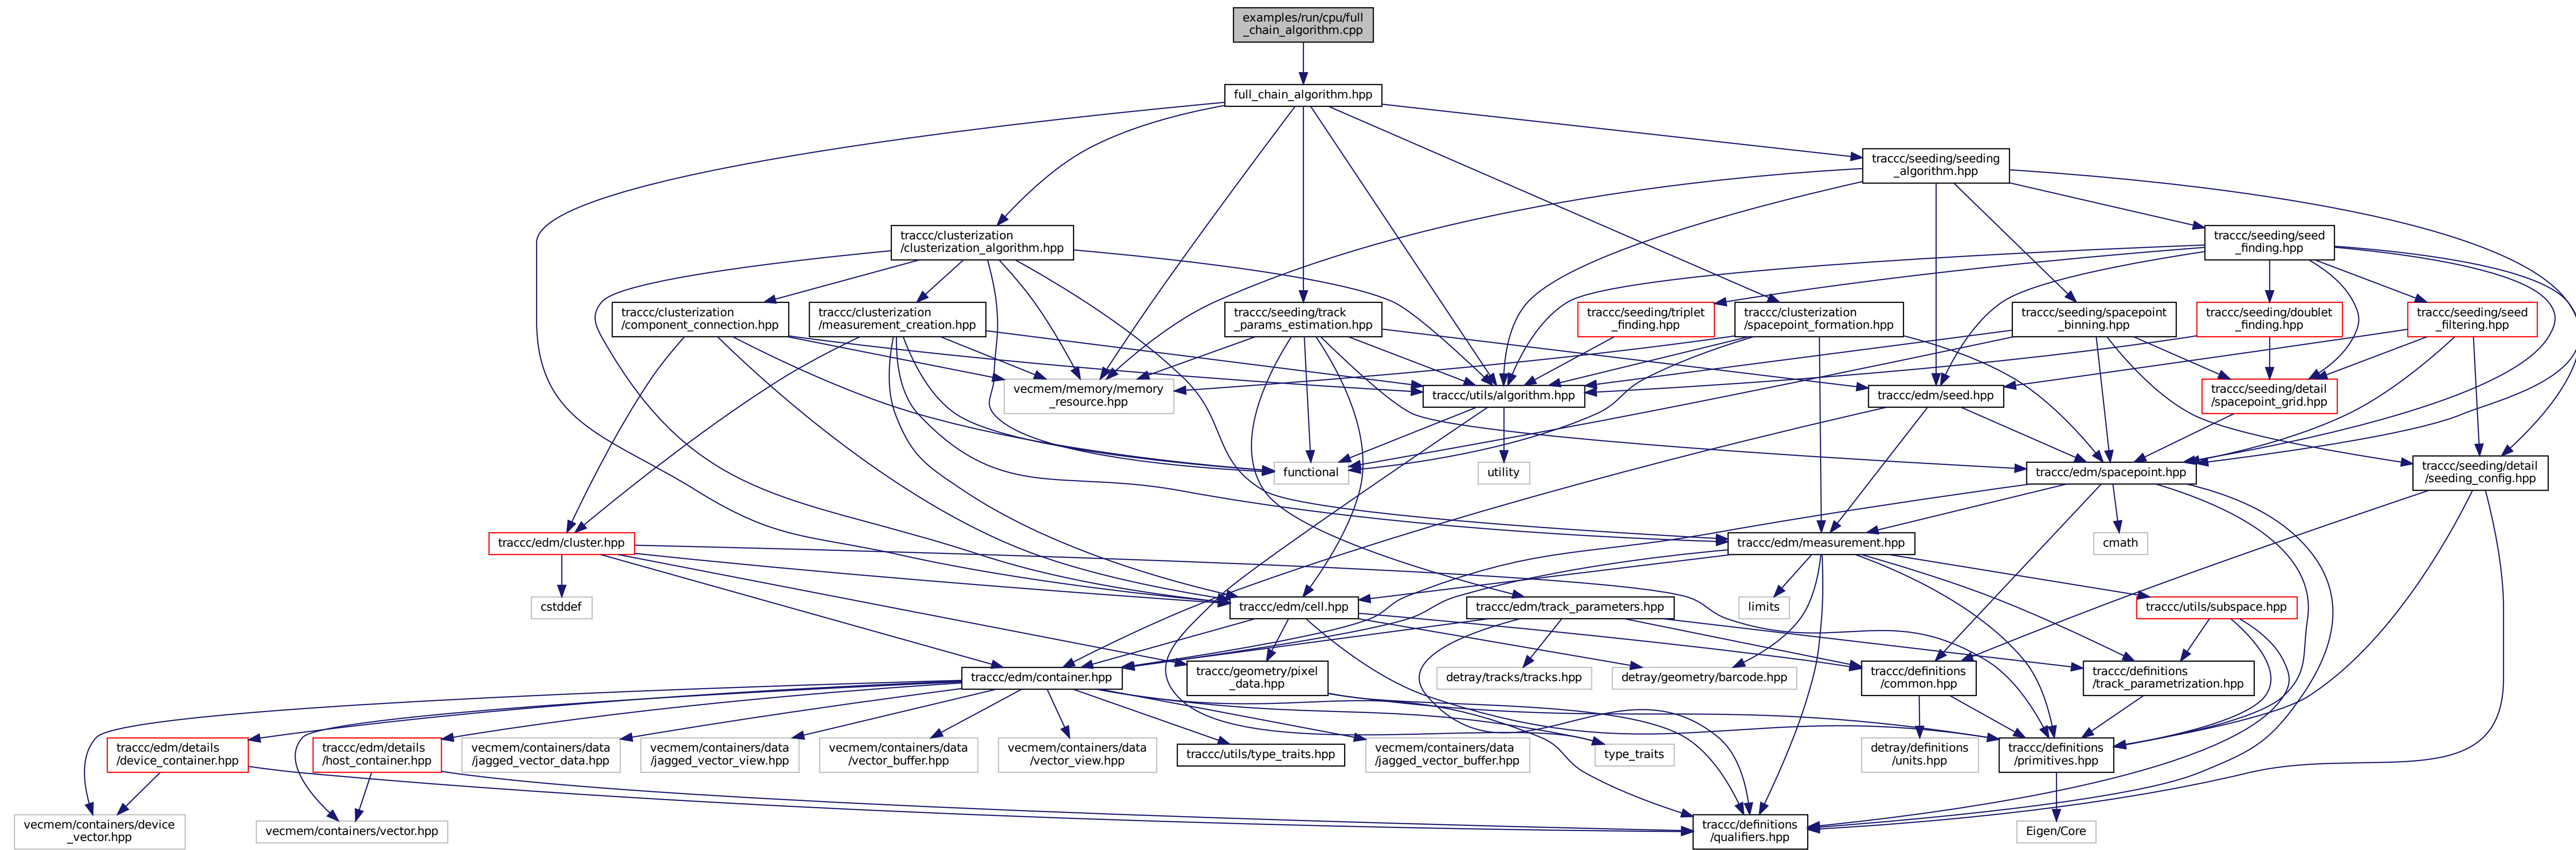 examples/run/cpu/full
_chain_algorithm.cpp
full_chain_algorithm.hpp
traccc/seeding/seeding
_algorithm.hpp
traccc/clusterization
/clusterization_algorithm.hpp
traccc/seeding/seed
_finding.hpp
traccc/clusterization
/component_connection.hpp
traccc/clusterization
/measurement_creation.hpp
traccc/seeding/track
_params_estimation.hpp
traccc/seeding/triplet
_finding.hpp
traccc/clusterization
/spacepoint_formation.hpp
traccc/seeding/spacepoint
_binning.hpp
traccc/seeding/doublet
_finding.hpp
traccc/seeding/seed
_filtering.hpp
vecmem/memory/memory
_resource.hpp
traccc/utils/algorithm.hpp
traccc/edm/seed.hpp
traccc/seeding/detail
/spacepoint_grid.hpp
functional
utility
traccc/edm/spacepoint.hpp
traccc/seeding/detail
/seeding_config.hpp
traccc/edm/cluster.hpp
traccc/edm/measurement.hpp
cmath
cstddef
traccc/edm/cell.hpp
traccc/edm/track_parameters.hpp
limits
traccc/utils/subspace.hpp
traccc/edm/container.hpp
traccc/geometry/pixel
_data.hpp
detray/tracks/tracks.hpp
detray/geometry/barcode.hpp
traccc/definitions
/common.hpp
traccc/definitions
/track_parametrization.hpp
traccc/edm/details
/device_container.hpp
traccc/edm/details
/host_container.hpp
vecmem/containers/data
/jagged_vector_data.hpp
vecmem/containers/data
/jagged_vector_view.hpp
vecmem/containers/data
/vector_buffer.hpp
vecmem/containers/data
/vector_view.hpp
traccc/utils/type_traits.hpp
vecmem/containers/data
/jagged_vector_buffer.hpp
type_traits
detray/definitions
/units.hpp
traccc/definitions
/primitives.hpp
vecmem/containers/device
_vector.hpp
vecmem/containers/vector.hpp
traccc/definitions
/qualifiers.hpp
Eigen/Core